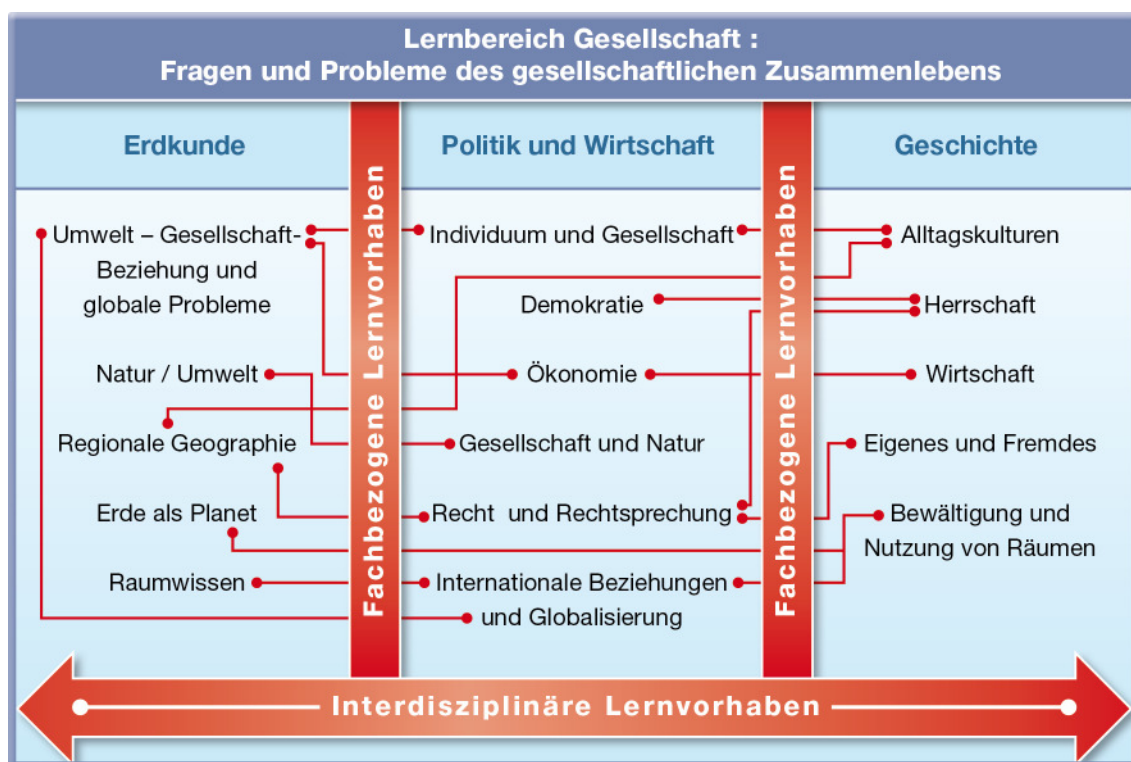 Lernbereich Gesellschaft :
Fragen und Probleme des gesellschaftlichen Zusammenlebens
Erdkunde
Umwelt – Gesellschaft-
Beziehung und
globale Probleme
Natur / Umwelt
Regionale Geographie
Erde als Planet
Raumwissen
Fachbezogene Lernvorhaben
Politik und Wirtschaft
Individuum und Gesellschaft
Demokratie
Ökonomie
Gesellschaft und Natur
Recht und Rechtsprechung
Internationale Beziehungen
und Globalisierung
Fachbezogene Lernvorhaben
Geschichte
Alltagskulturen
Herrschaft
Wirtschaft
Eigenes und Fremdes
Bewältigung und
Nutzung von Räumen
Interdisziplinäre Lernvorhaben